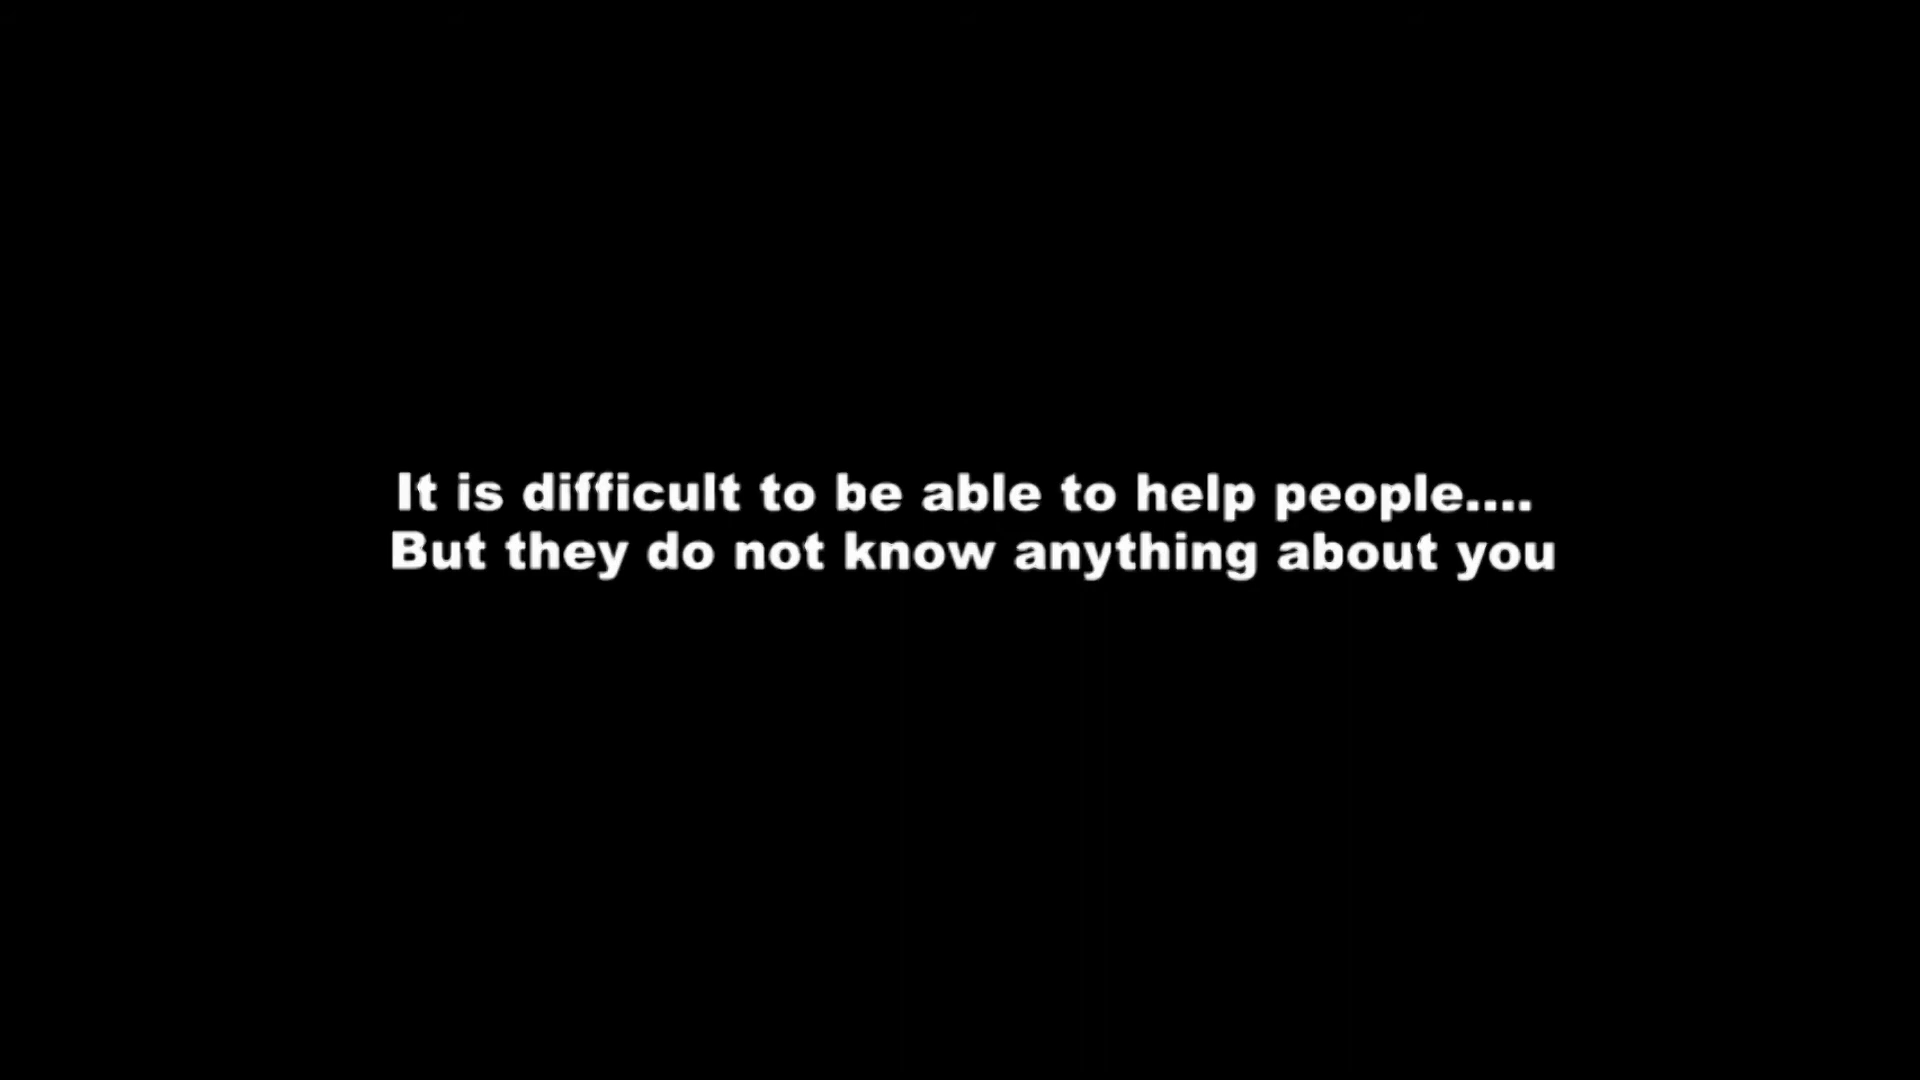 It is difficult to be able to help people....
But they do not know anything about you